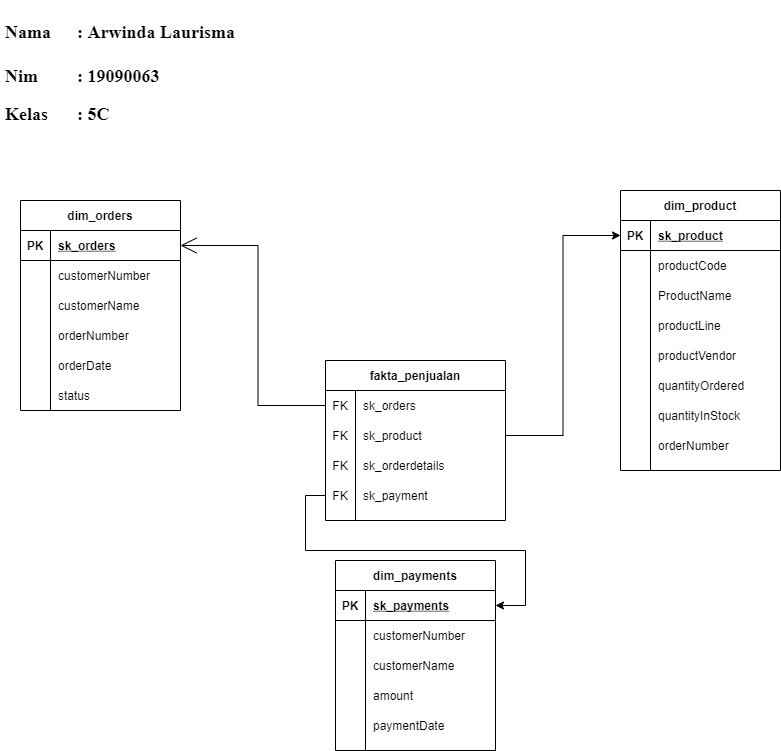 Nama : Arwinda Laurisma
Nim : 19090063
Kelas : 5C
dim_orders
PK sk_orders
customerNumber
customerName
orderNumber
orderDate
status
dim_product
PK sk_product
productCode
ProductName
productLine
productVendor
quantityOrdered
quantityInStock
orderNumber
fakta_penjualan
FK sk_orders
FK sk_product
FK sk_orderdetails
FK sk_payment
dim_payments
PK sk_payments
customerNumber
customerName
amount
paymentDate